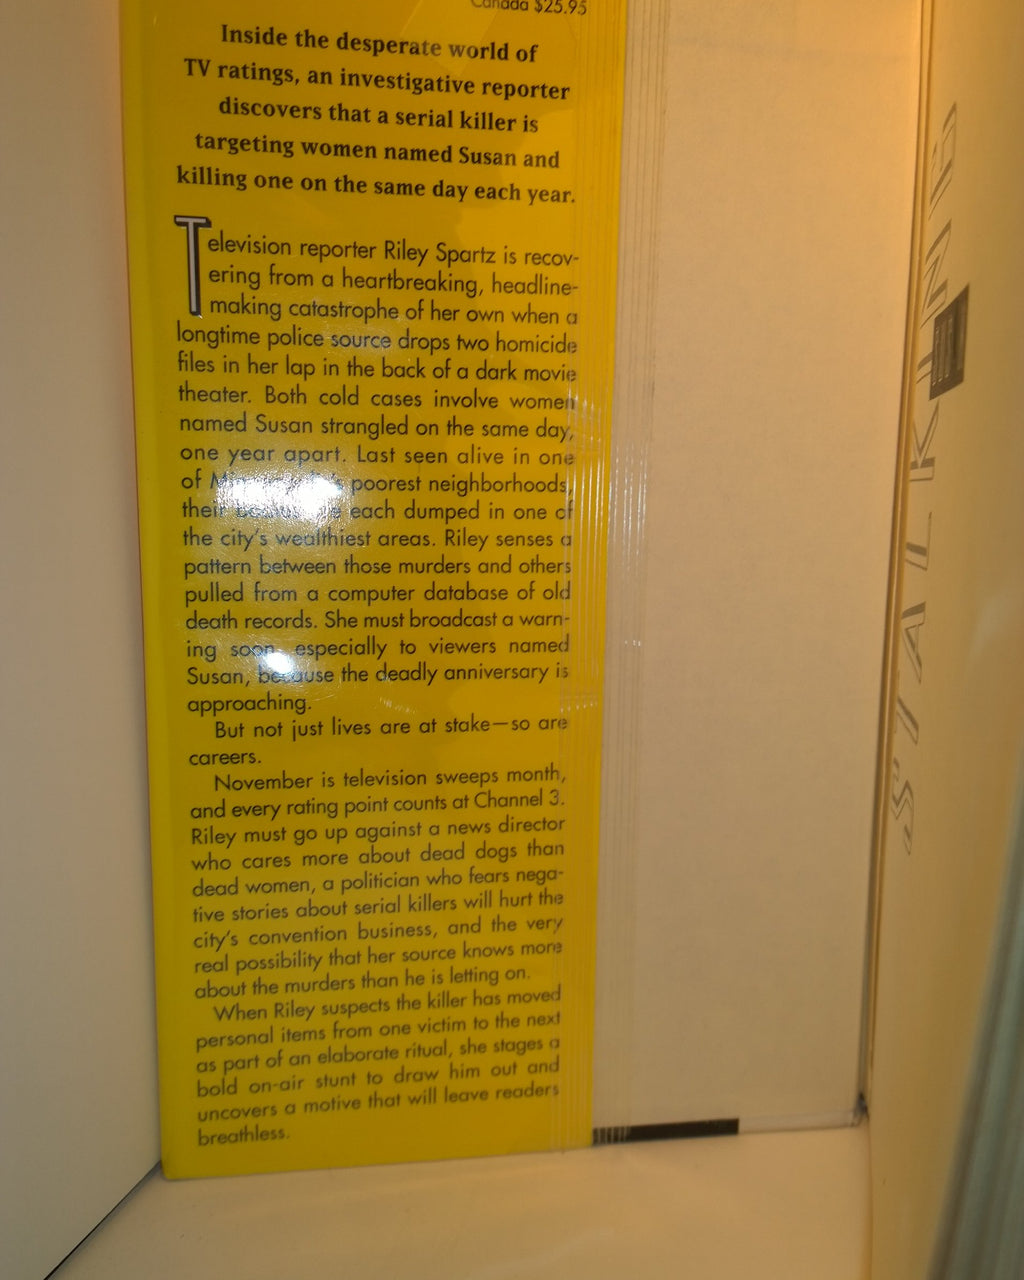 Canada $25.95
Inside the desperate world of
TV ratings, an investigative reporter
discovers that a serial killer is
targeting women named Susan and
killing one on the same day each year.
Television reporter Riley Spartz is recov-
ering from a heartbreaking, headline-
making catastrophe of her own when a
longtime police source drops two homicide
files in her lap in the back of a dark movie
theater. Both cold cases involve women
named Susan strangled on the same day,
one year apart. Last seen alive in one
of poorest neighborhoods,
their each dumped in one of
the city's wealthiest areas. Riley senses a
pattern between those murders and others
pulled from a computer database of old
death records. She must broadcast a warn-
ing soon, especially to viewers named
Susan, because the deadly anniversary is
approaching.
But not just lives are at stake—so are
careers.
November is television sweeps month,
and every rating point counts at Channel 3.
Riley must go up against a news director
who cares more about dead dogs than
dead women, a politician who fears nega-
tive stories about serial killers will hurt the
city's convention business, and the very
real possibility that her source knows more
about the murders than he is letting on.
When Riley suspects the killer has moved
personal items from one victim to the next
as part of an elaborate ritual, she stages a
bold on-air stunt to draw him out and
uncovers a motive that will leave readers
breathless.
STALKING